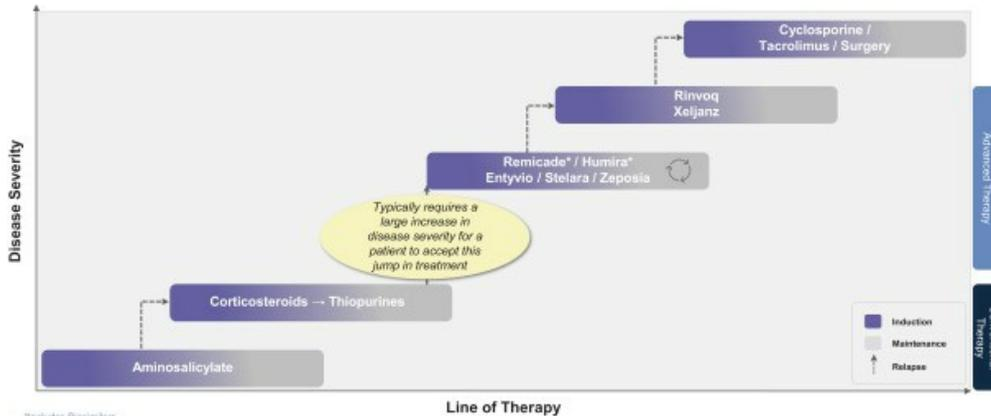 Cyclosporine /
Tacrolimus / Surgery
Rinvoq
Xeljanz
Remicade* / Humira*
Entyvio / Stelara / Zeposia
Typically requires a
large increase in
disease severity for a
patient to accept this
jump in treatment
Corticosteroids → Thiopurines
Aminosalicylate
Disease Severity
Line of Therapy
Advanced Therapy
Therapy
Induction
Maintenance
Relapse